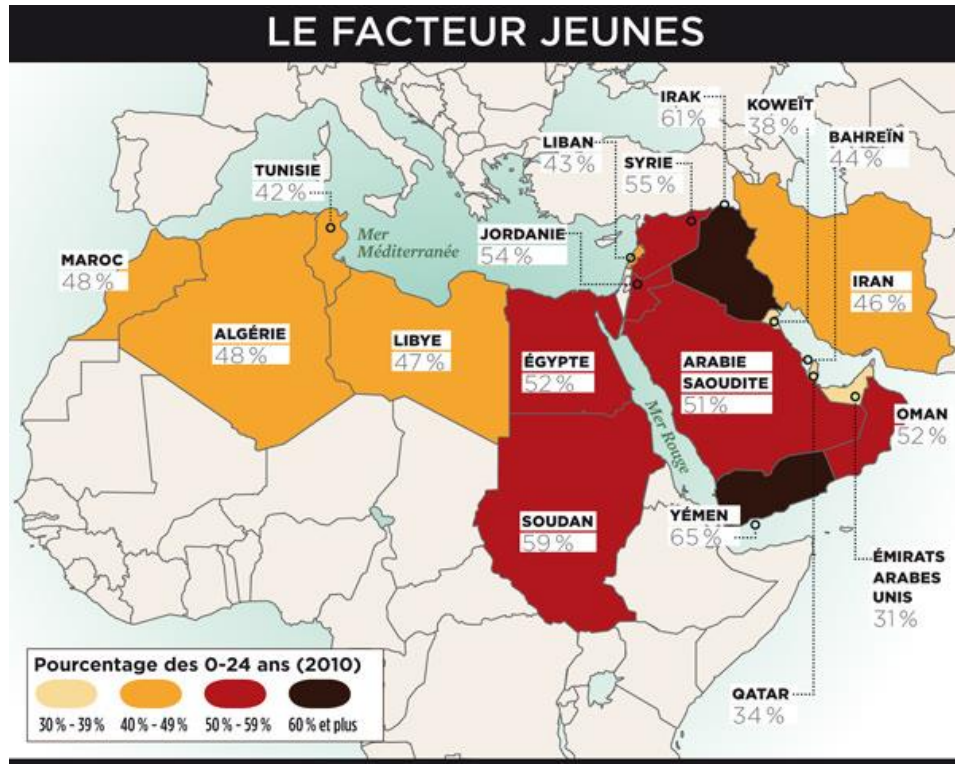 LE FACTEUR JEUNES
IRAK
61 %
KOWEÏT
38 %
BAHREÏN
44 %
LIBAN
43 %
SYRIE
55 %
TUNISIE
42 %
Mer
Méditerranée
JORDANIE
54 %
MAROC
48 %
IRAN
46 %
ALGÉRIE
48 %
LIBYE
47 %
ÉGYPTE
52 %
ARABIE
SAOUDITE
51 %
OMAN
52 %
Mer Rouge
SOUDAN
59 %
YÉMEN
65 %
ÉMIRATS
ARABES
UNIS
31 %
QATAR
34 %
Pourcentage des 0-24 ans (2010)
30 % - 39 % 40 % - 49 % 50 % - 59 % 60 % et plus